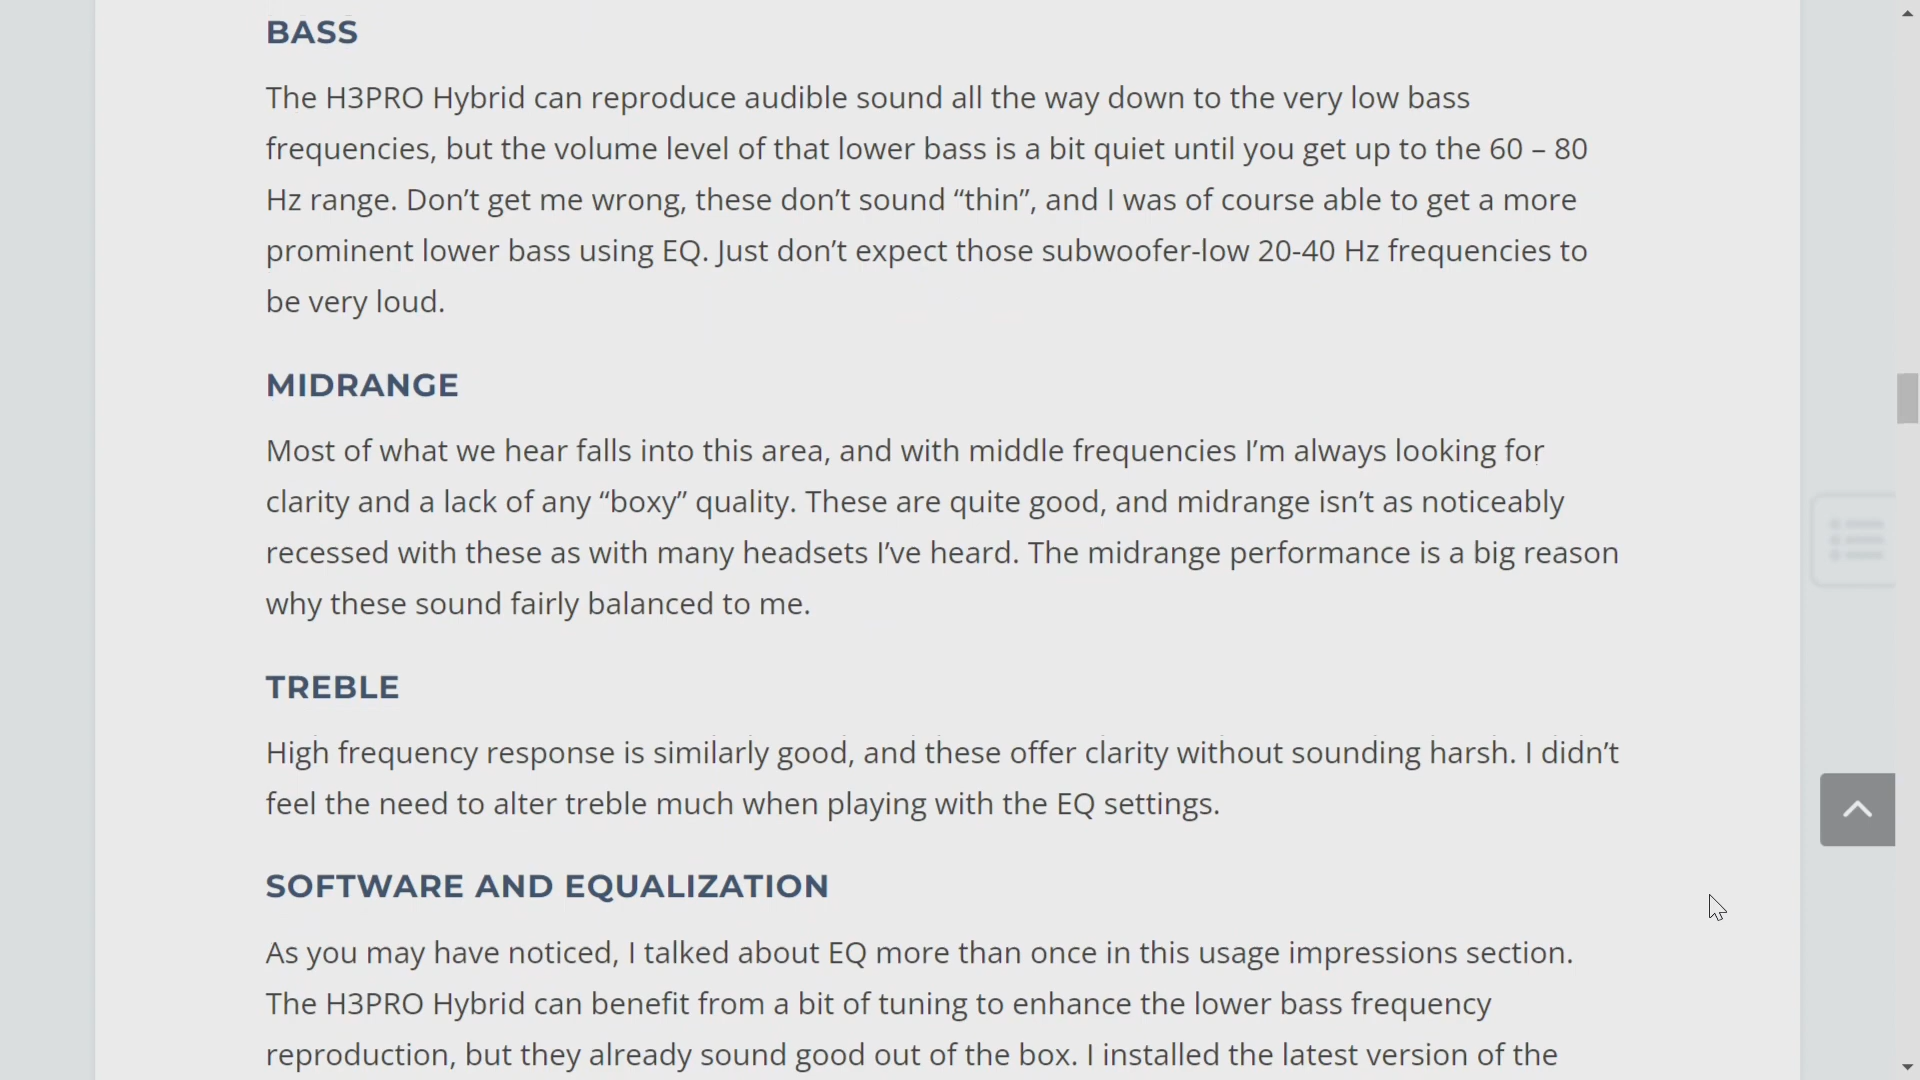 BASS
The H3PRO Hybrid can reproduce audible sound all the way down to the very low bass
frequencies, but the volume level of that lower bass is a bit quiet until you get up to the 60 – 80
Hz range. Don’t get me wrong, these don’t sound “thin”, and I was of course able to get a more
prominent lower bass using EQ. Just don’t expect those subwoofer-low 20-40 Hz frequencies to
be very loud.
MIDRANGE
Most of what we hear falls into this area, and with middle frequencies I’m always looking for
clarity and a lack of any “boxy” quality. These are quite good, and midrange isn’t as noticeably
recessed with these as with many headsets I’ve heard. The midrange performance is a big reason
why these sound fairly balanced to me.
TREBLE
High frequency response is similarly good, and these offer clarity without sounding harsh. I didn’t
feel the need to alter treble much when playing with the EQ settings.
SOFTWARE AND EQUALIZATION
As you may have noticed, I talked about EQ more than once in this usage impressions section.
The H3PRO Hybrid can benefit from a bit of tuning to enhance the lower bass frequency
reproduction, but they already sound good out of the box. I installed the latest version of the